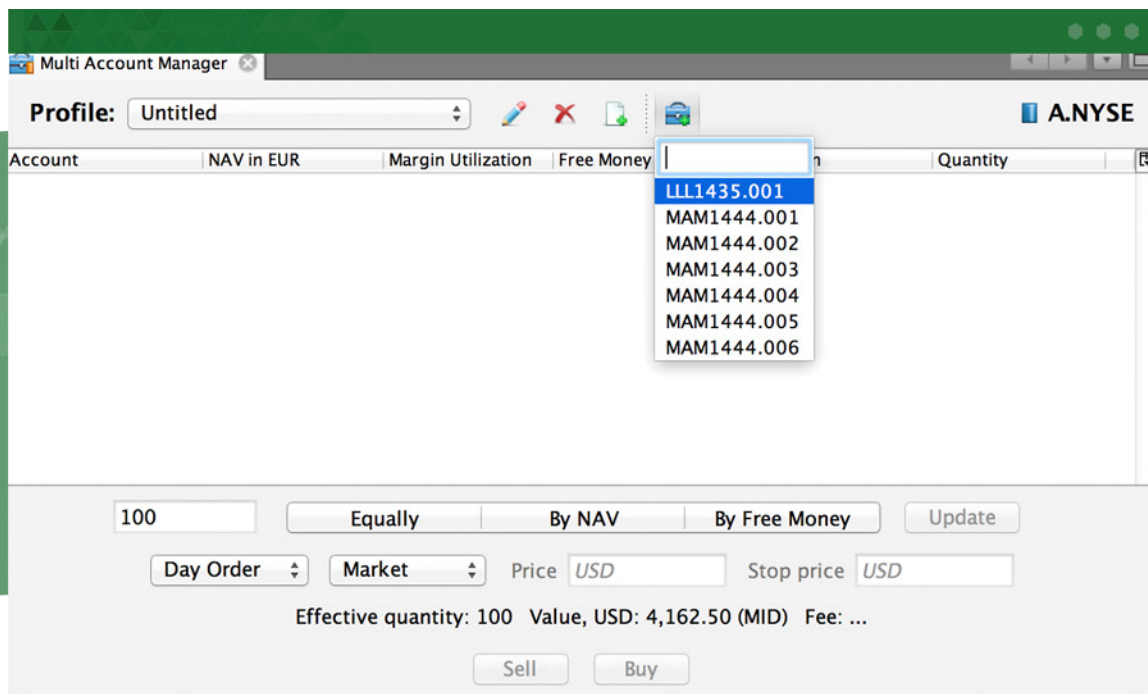 Multi Account Manager
Profile: Untitled A.NYSE
Account NAV in EUR Margin Utilization Free Money Quantity
LLL1435.001
MAM1444.001
MAM1444.002
MAM1444.003
MAM1444.004
MAM1444.005
MAM1444.006
100 Equally By NAV By Free Money Update
Day Order Market Price USD Stop price USD
Effective quantity: 100 Value, USD: 4,162.50 (MID) Fee: ...
Sell Buy